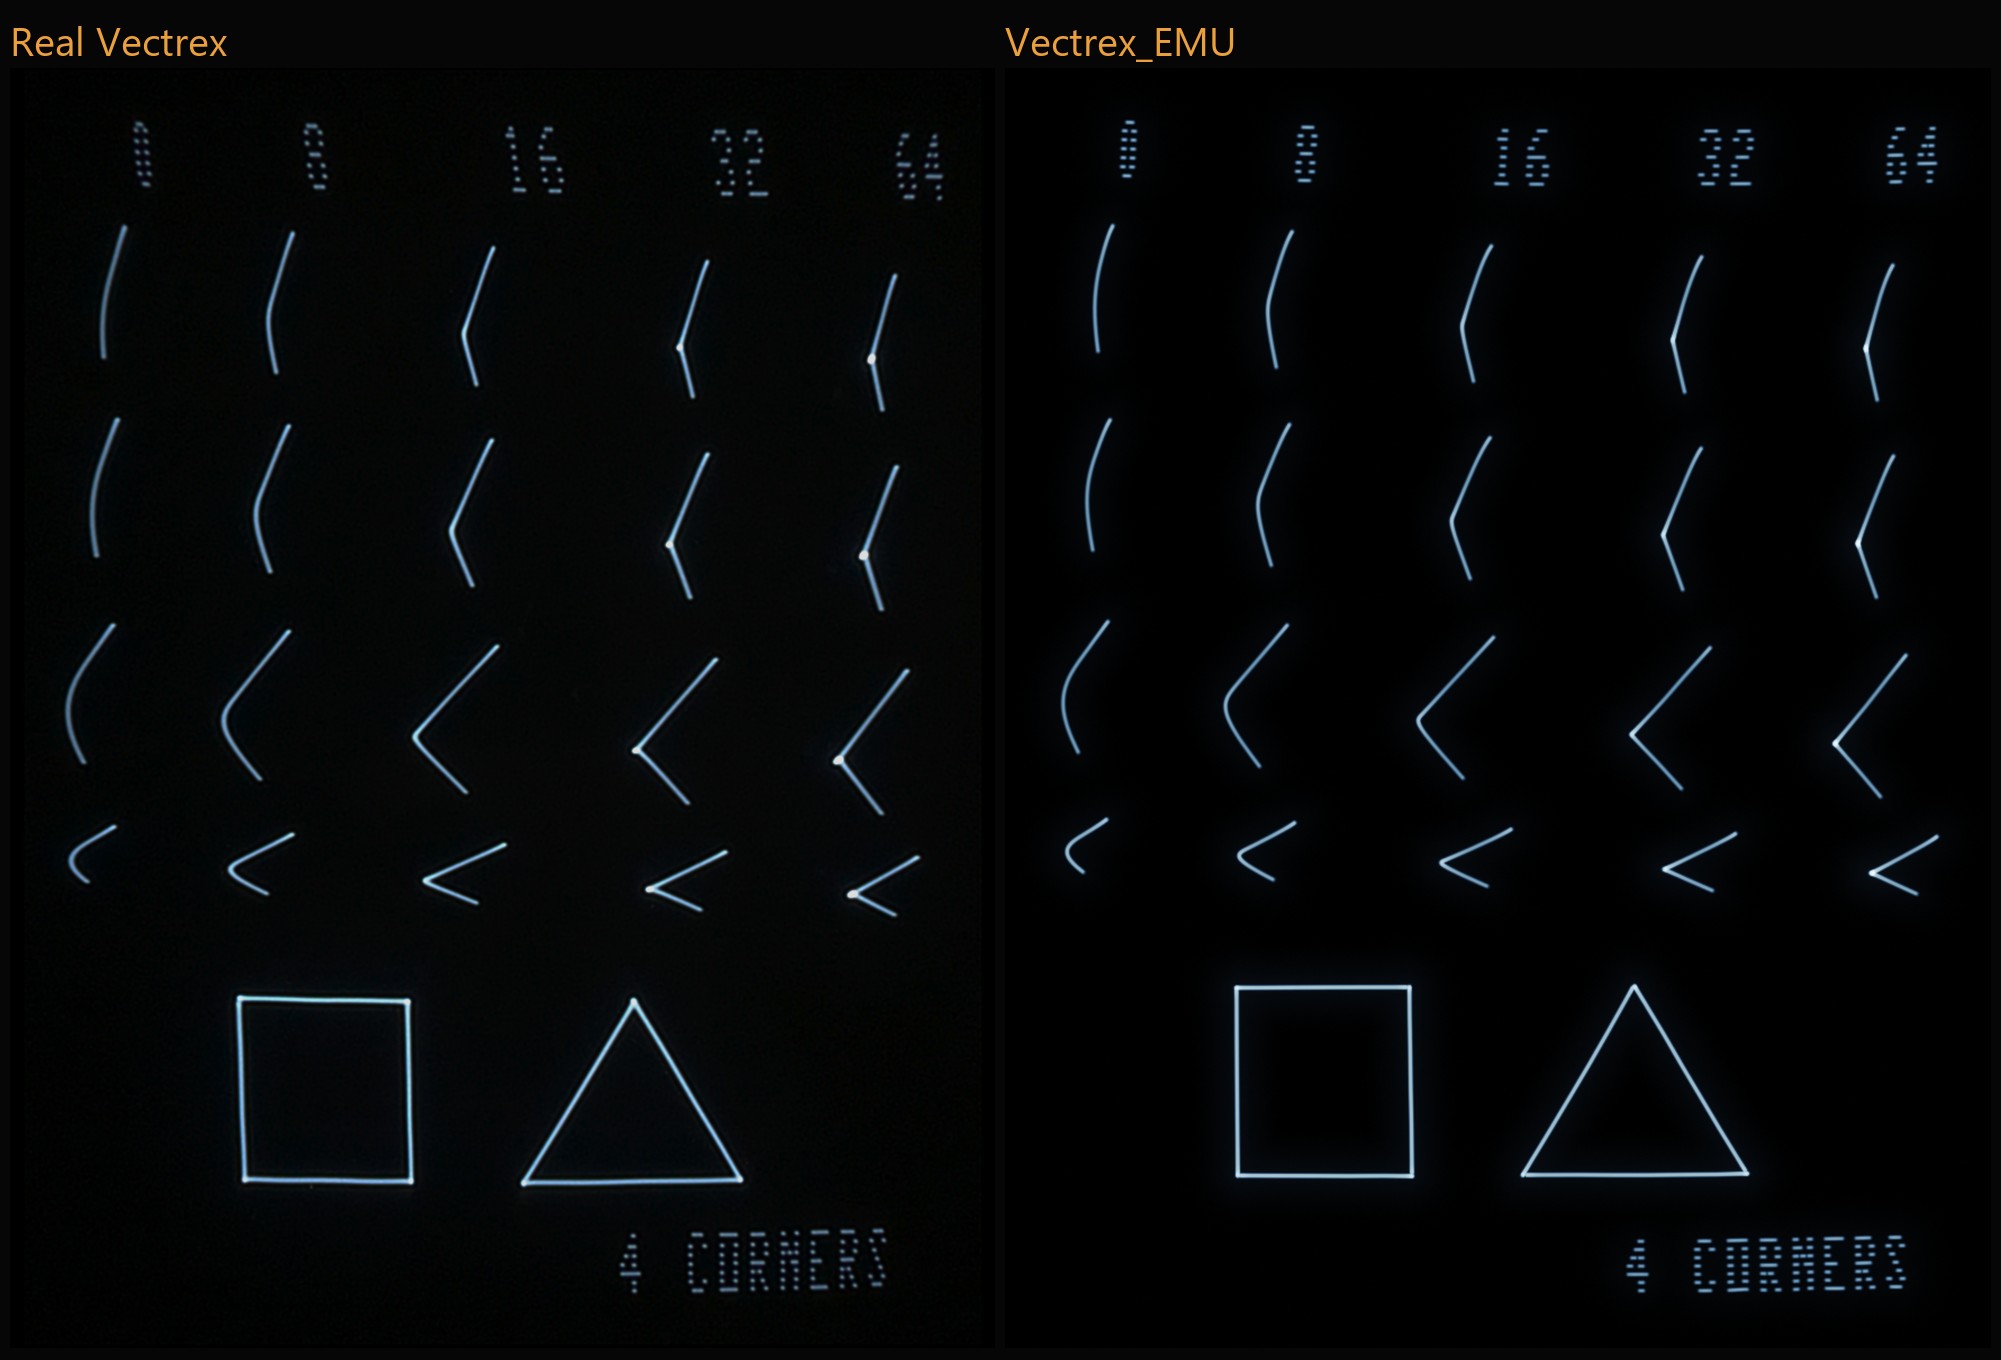 Real Vectrex Vectrex_EMU
0 8 16 32 64 0 8 16 32 64
4 CORNERS 4 CORNERS